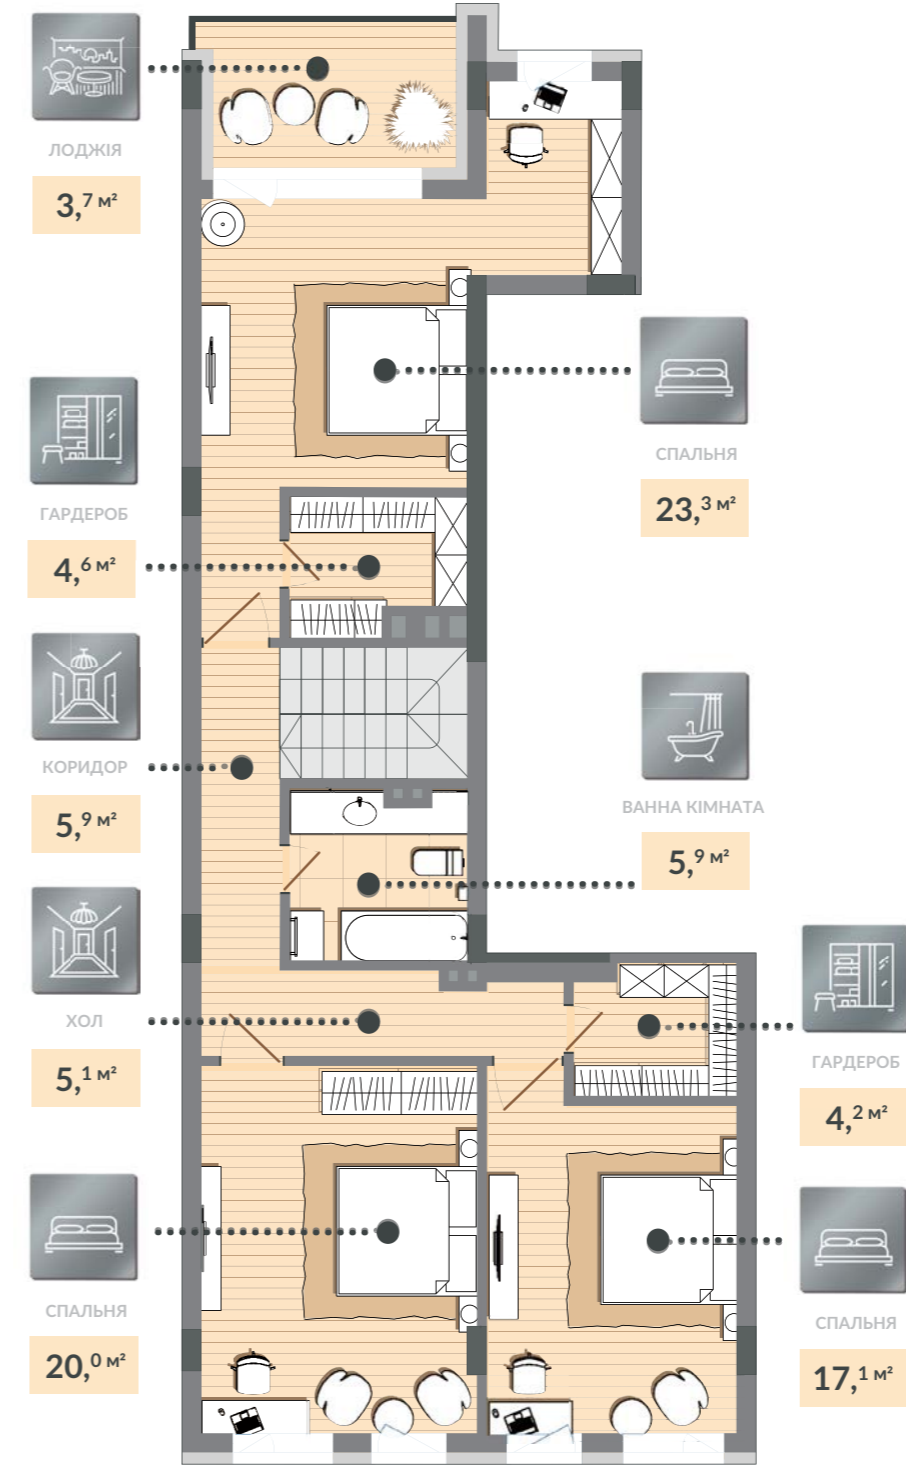 ЛОДЖІЯ
3,7 м²
ГАРДЕРОБ
4,6 м²
КОРИДОР
5,9 м²
ХОЛ
5,1 м²
СПАЛЬНЯ
20,0 м²
СПАЛЬНЯ
23,3 м²
ВАННА КІМНАТА
5,9 м²
ГАРДЕРОБ
4,2 м²
СПАЛЬНЯ
17,1 м²